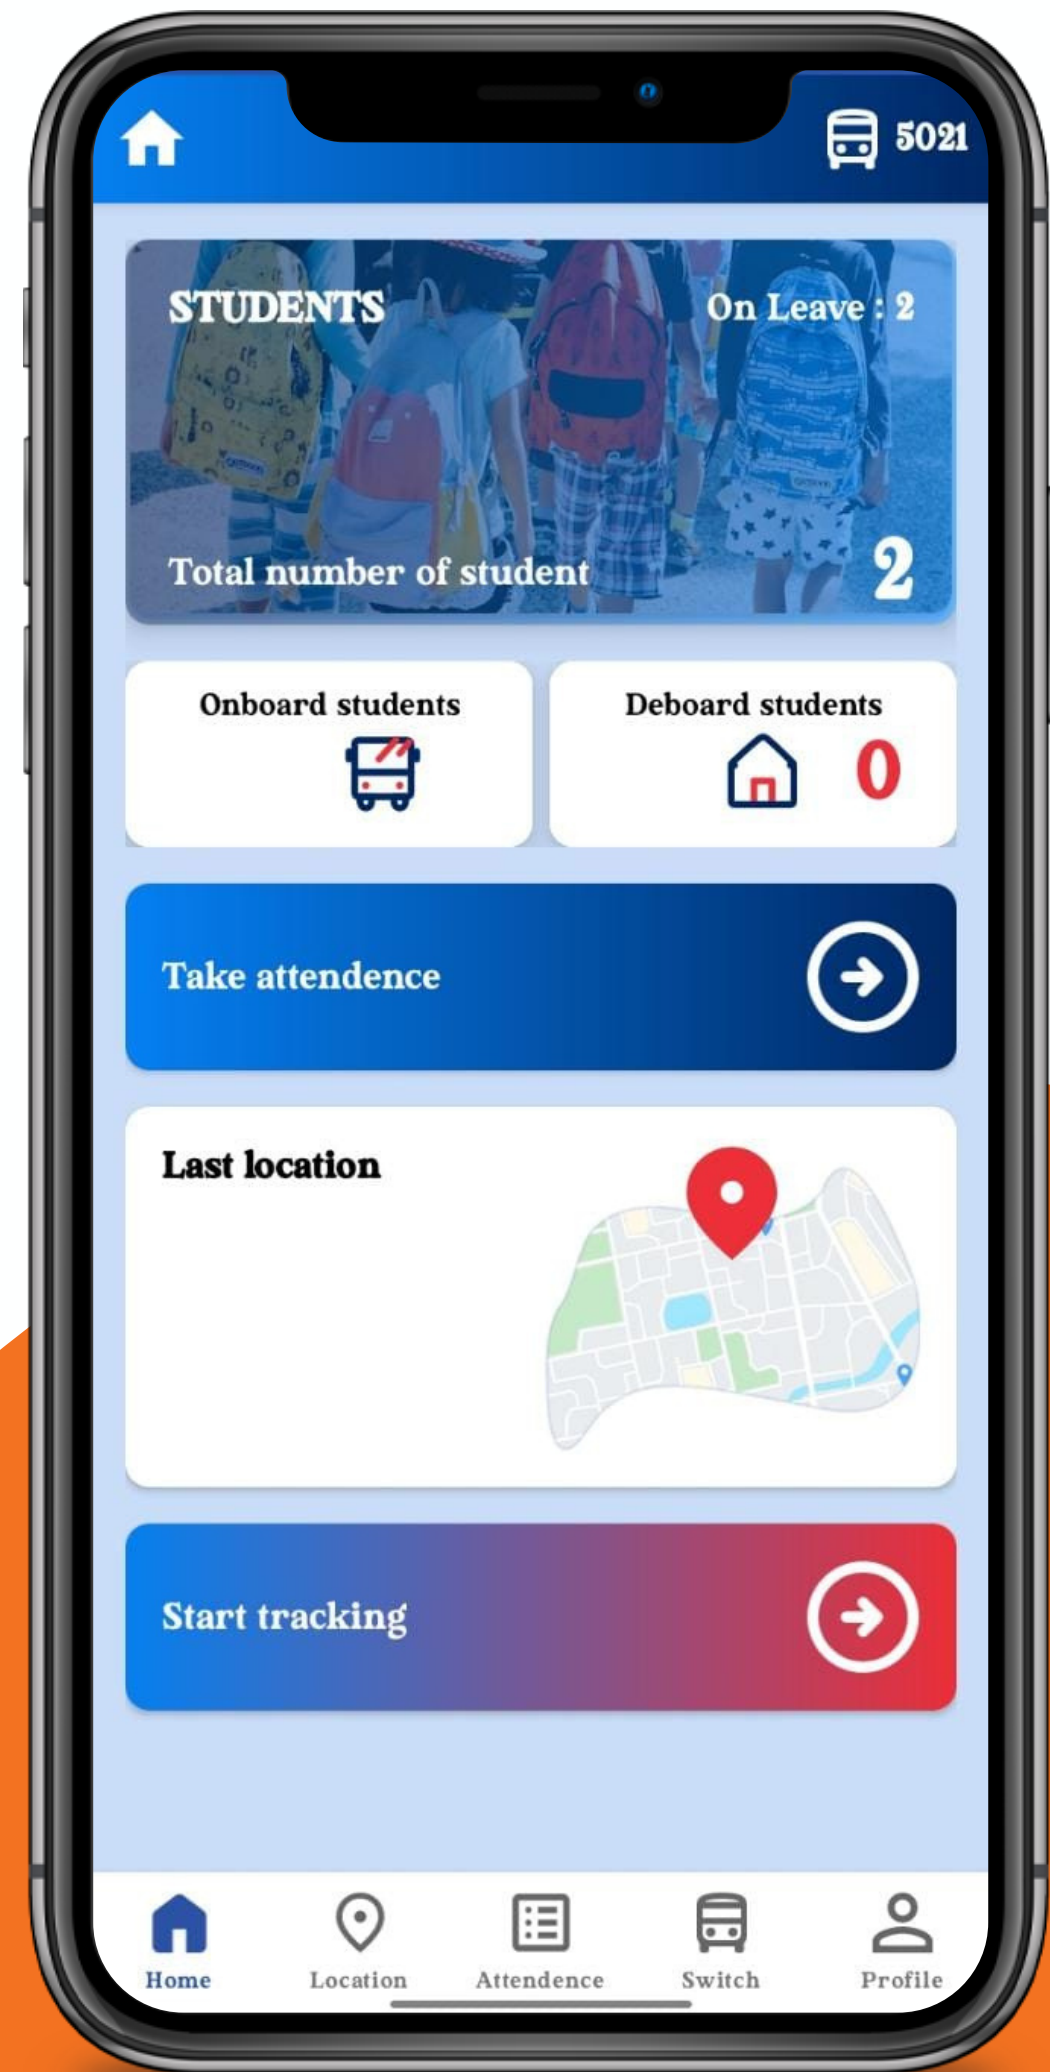 5021
STUDENTS
On Leave : 2
Total number of student
2
Onboard students
Deboard students
0
Take attendence
Last location
Start tracking
Home
Location
Attendence
Switch
Profile